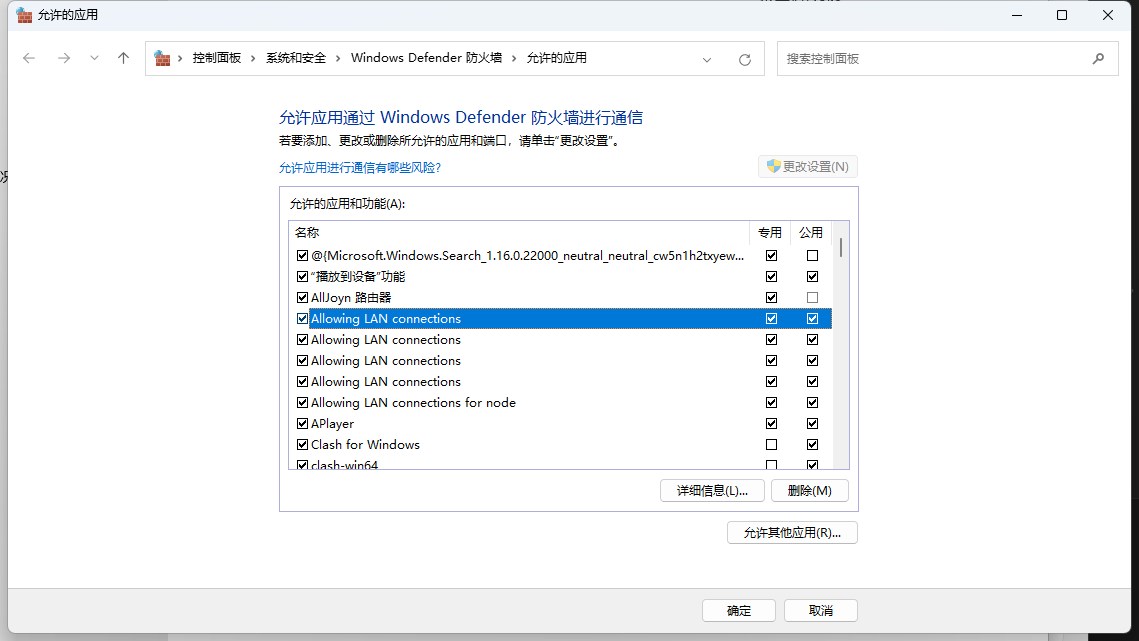 允许的应用
控制面板 › 系统和安全 › Windows Defender 防火墙 › 允许的应用
搜索控制面板
允许应用通过 Windows Defender 防火墙进行通信
若要添加、更改或删除所允许的应用和端口，请单击"更改设置"。
允许应用进行通信有哪些风险?
更改设置(N)
允许的应用和功能(A):
名称 专用 公用
@{Microsoft.Windows.Search_1.16.0.22000_neutral_neutral_cw5n1h2txyew...
"播放到设备"功能
AllJoyn 路由器
Allowing LAN connections
Allowing LAN connections
Allowing LAN connections
Allowing LAN connections
Allowing LAN connections for node
APlayer
Clash for Windows
clash-win64
详细信息(L)... 删除(M)
允许其他应用(R)...
确定 取消